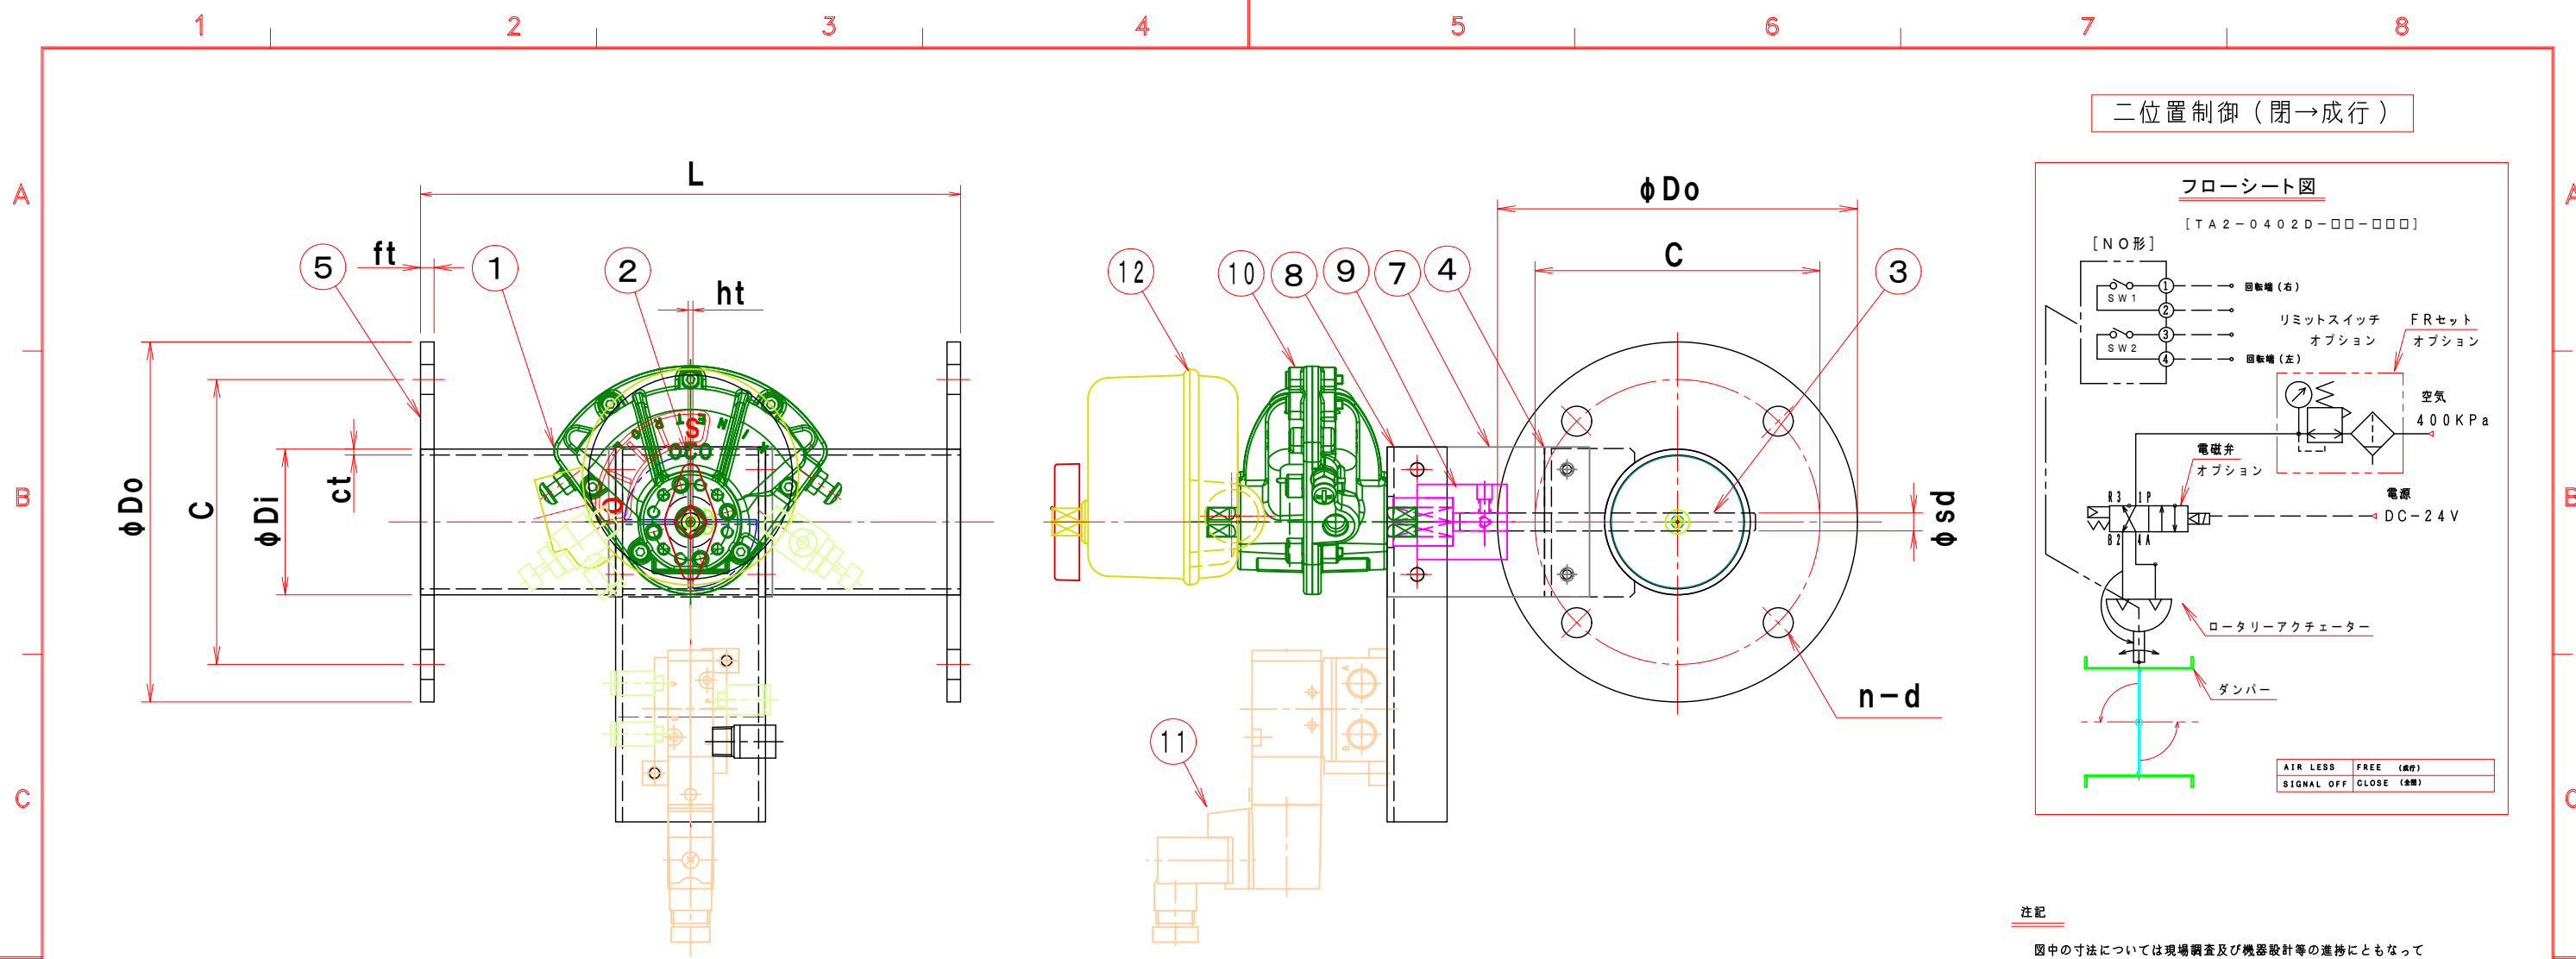 1 2 3 4 5 6 7 8
二位置制御（閉→成行）
A
A
フローシート図
[TA2-0402D-□□-□□□]
[NO形]
SW1
SW2
1
2
3
4
回転端（右）
回転端（左）
リミットスイッチ
オプション
FRセット
オプション
空気
400KPa
電磁弁
オプション
電源
DC-24V
R3 1P
B2 4A
ロータリーアクチェーター
ダンパー
AIR LESS FREE （成行）
SIGNAL OFF CLOSE （全閉）
L
ft
5
1
2
ht
φDo
C
φDi
ct
S
O
C
12
10
8
9
7
4
3
φDo
C
φsd
n-d
11
A
B
B
B
C
C
注記
図中の寸法については現場調査及び機器設計等の進捗にともなって